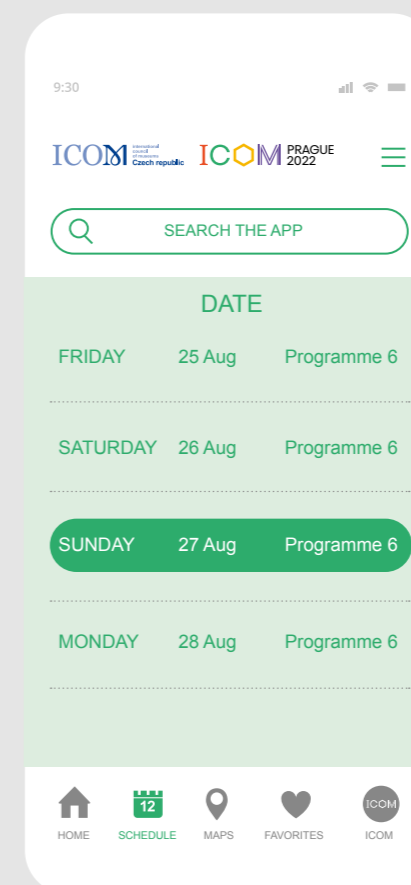 9:30
ICOM international council of museums Czech republic ICOM PRAGUE 2022
SEARCH THE APP
DATE
FRIDAY 25 Aug Programme 6
SATURDAY 26 Aug Programme 6
SUNDAY 27 Aug Programme 6
MONDAY 28 Aug Programme 6
12 ICOM
HOME SCHEDULE MAPS FAVORITES ICOM